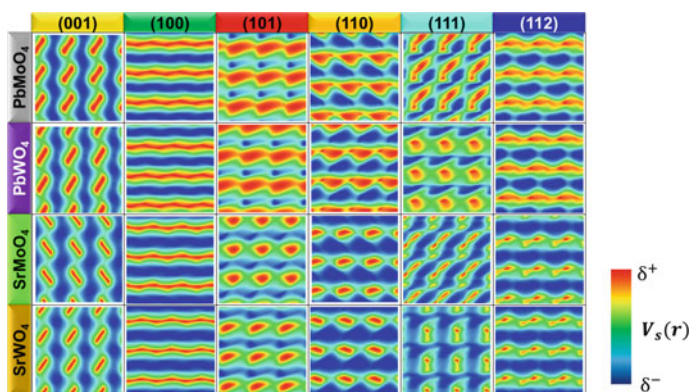 (001) (100) (101) (110) (111) (112)
PbMoO₄
PbWO₄
SrMoO₄
SrWO₄
δ⁺
Vₛ(r)
δ⁻